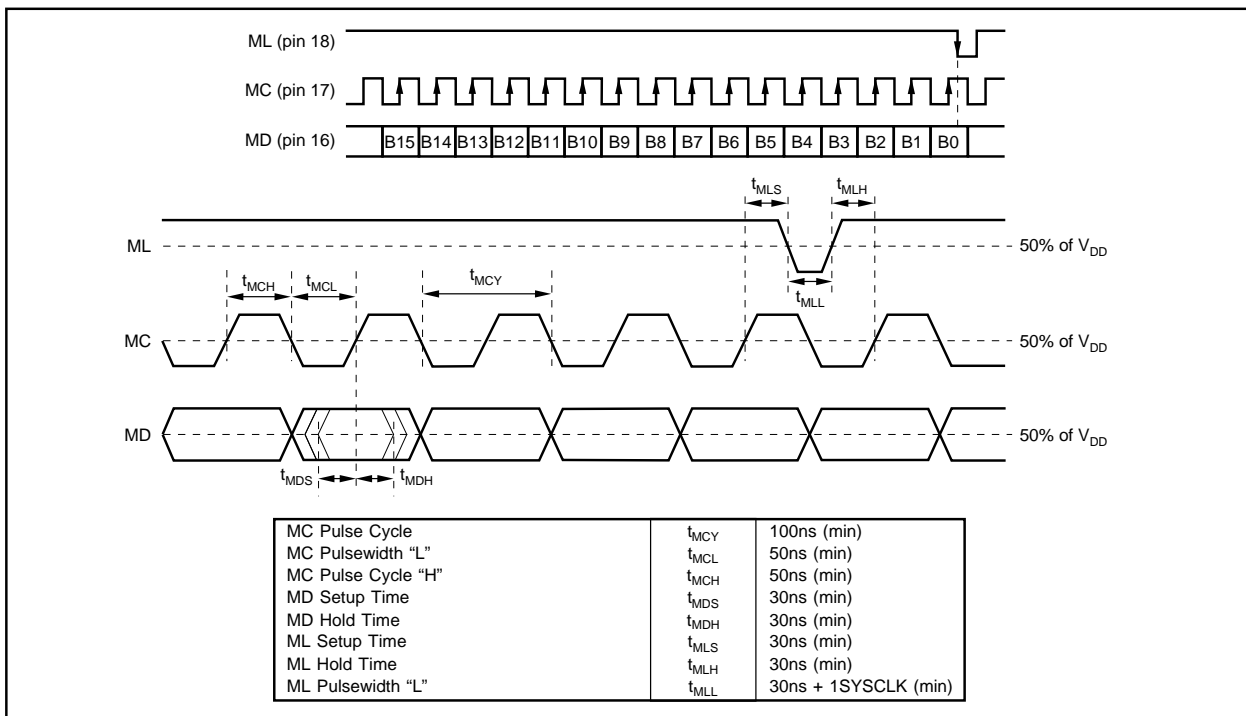 ML (pin 18)
MC (pin 17)
MD (pin 16)
B15 B14 B13 B12 B11 B10 B9 B8 B7 B6 B5 B4 B3 B2 B1 B0
tMLS tMLH
ML 50% of VDD
tMCH tMCL tMCY tMLL
MC 50% of VDD
MD 50% of VDD
tMDS tMDH
MC Pulse Cycle tMCY 100ns (min)
MC Pulsewidth “L” tMCL 50ns (min)
MC Pulse Cycle “H” tMCH 50ns (min)
MD Setup Time tMDS 30ns (min)
MD Hold Time tMDH 30ns (min)
ML Setup Time tMLS 30ns (min)
ML Hold Time tMLH 30ns (min)
ML Pulsewidth “L” tMLL 30ns + 1SYSCLK (min)